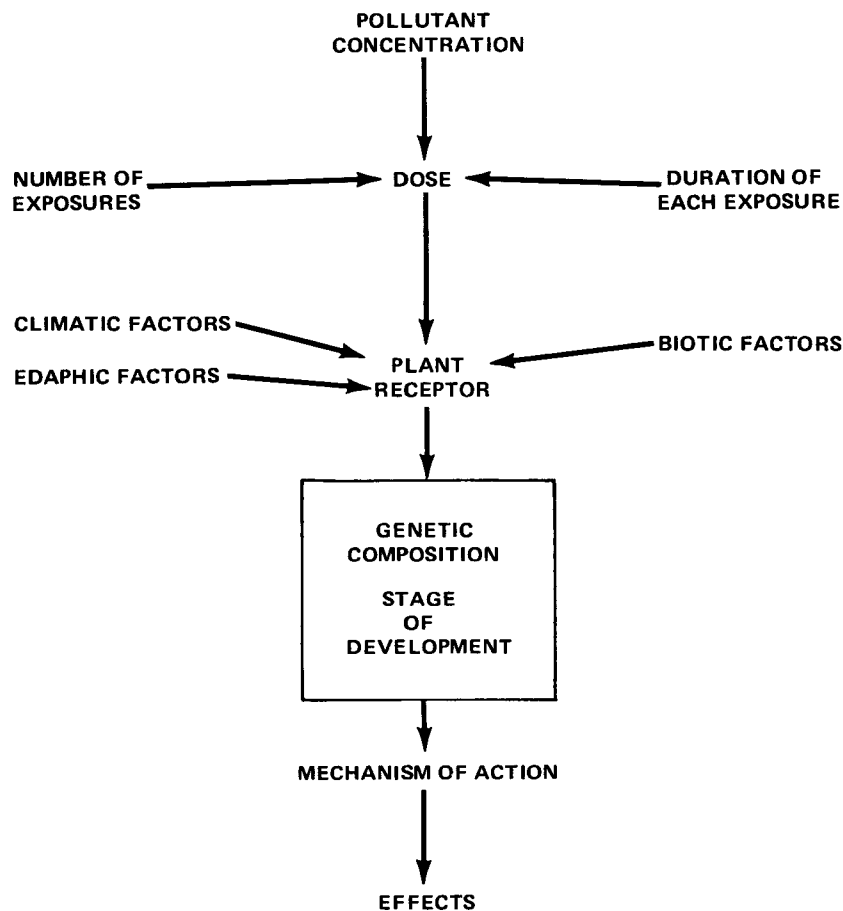 POLLUTANT
CONCENTRATION
NUMBER OF
EXPOSURES
DOSE
DURATION OF
EACH EXPOSURE
CLIMATIC FACTORS
EDAPHIC FACTORS
PLANT
RECEPTOR
BIOTIC FACTORS
GENETIC
COMPOSITION
STAGE
OF
DEVELOPMENT
MECHANISM OF ACTION
EFFECTS